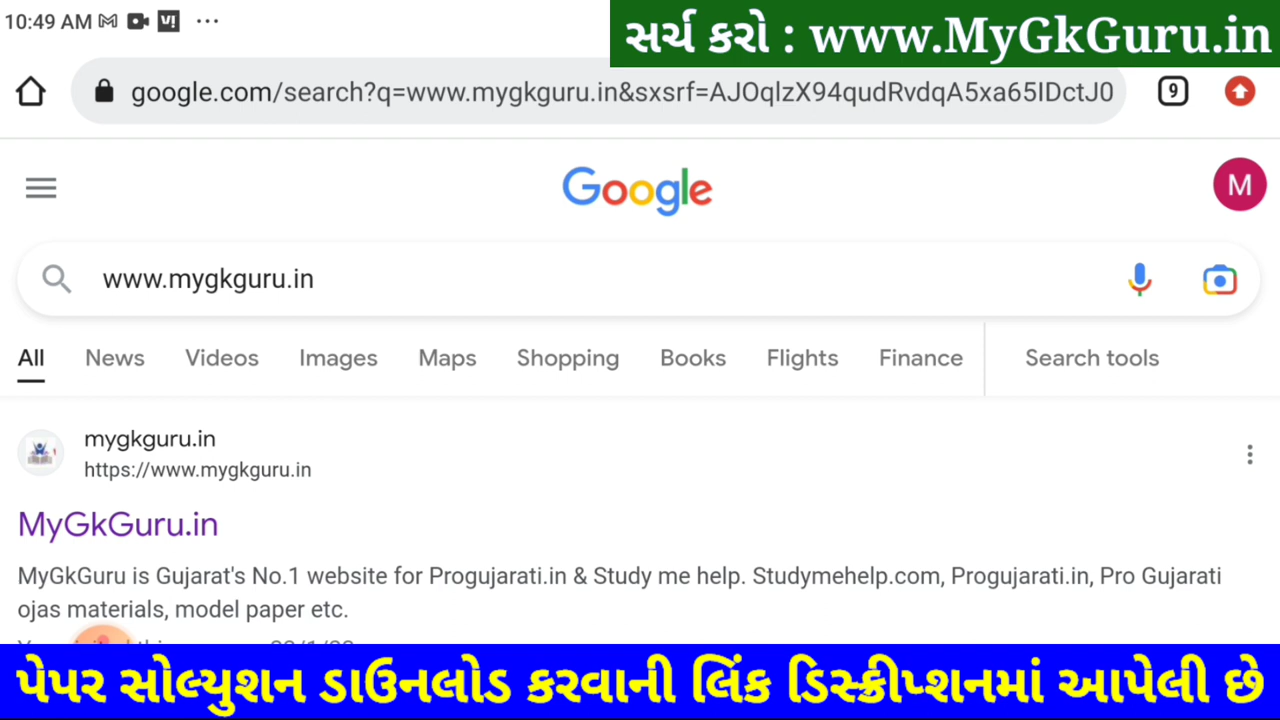 10:49 AM
સર્ચ કરો : www.MyGkGuru.in
google.com/search?q=www.mygkguru.in&sxsrf=AJOqlzX94qudRvdqA5xa65IDctJ0
9
Google
M
www.mygkguru.in
All News Videos Images Maps Shopping Books Flights Finance Search tools
mygkguru.in
https://www.mygkguru.in
MyGkGuru.in
MyGkGuru is Gujarat's No.1 website for Progujarati.in & Study me help. Studymehelp.com, Progujarati.in, Pro Gujarati
ojas materials, model paper etc.
પેપર સોલ્યુશન ડાઉનલોડ કરવાની લિંક ડિસ્ક્રીપ્શનમાં આપેલી છે